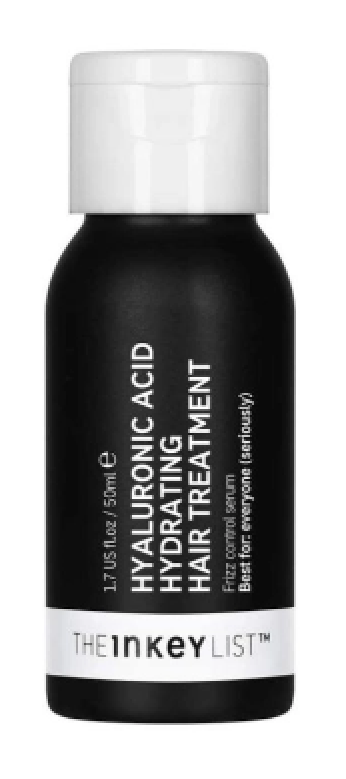 1.7 US fl.oz / 50ml ℮
HYALURONIC ACID
HYDRATING
HAIR TREATMENT
Frizz control serum
Best for: everyone (seriously)
THE INKEY LIST™